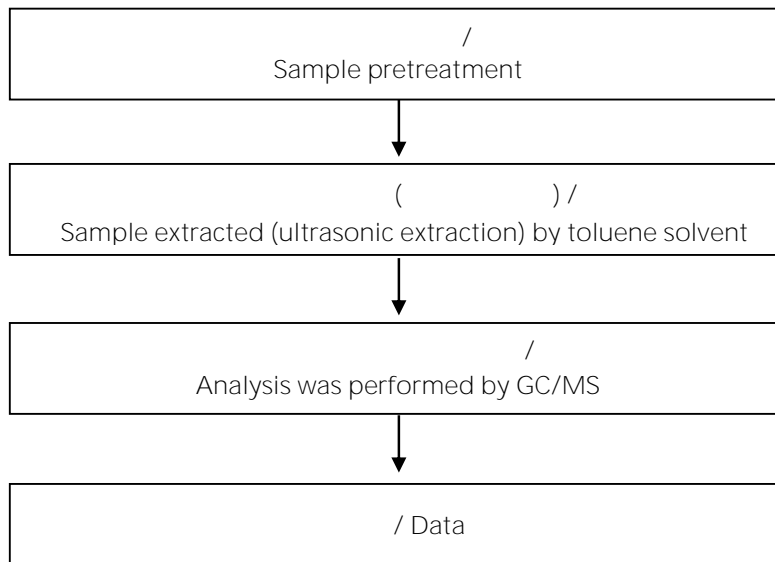 /
Sample pretreatment
( ) /
Sample extracted (ultrasonic extraction) by toluene solvent
/
Analysis was performed by GC/MS
/ Data